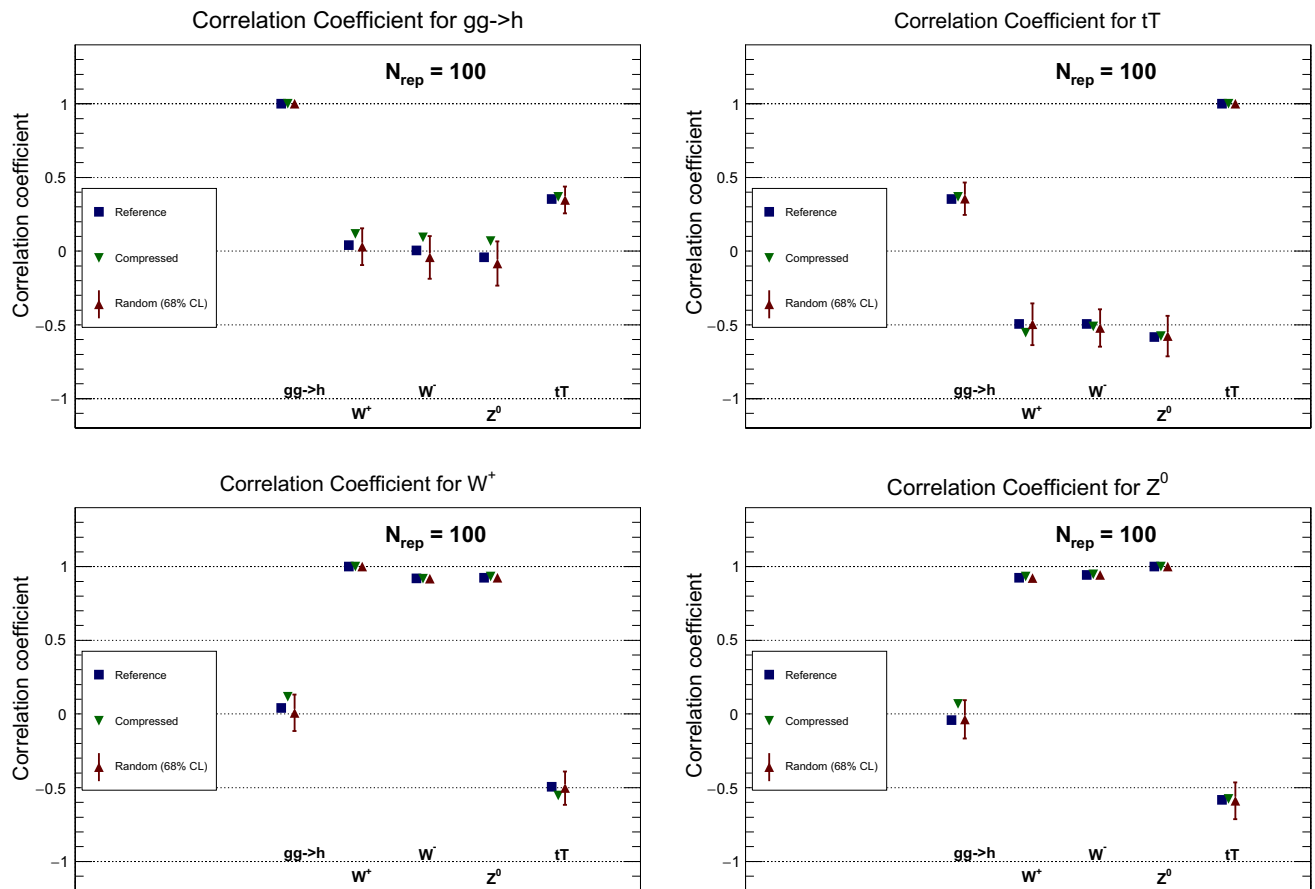 Correlation Coefficient for gg->h
N_rep = 100
Correlation coefficient
1
0.5
0
−0.5
−1
Reference
Compressed
Random (68% CL)
gg->h
W⁻
tT
W⁺
Z⁰
Correlation Coefficient for tT
N_rep = 100
Correlation coefficient
1
0.5
0
−0.5
−1
Reference
Compressed
Random (68% CL)
gg->h
W⁻
tT
W⁺
Z⁰
Correlation Coefficient for W⁺
N_rep = 100
Correlation coefficient
1
0.5
0
−0.5
−1
Reference
Compressed
Random (68% CL)
gg->h
W⁻
tT
W⁺
Z⁰
Correlation Coefficient for Z⁰
N_rep = 100
Correlation coefficient
1
0.5
0
−0.5
−1
Reference
Compressed
Random (68% CL)
gg->h
W⁻
tT
W⁺
Z⁰